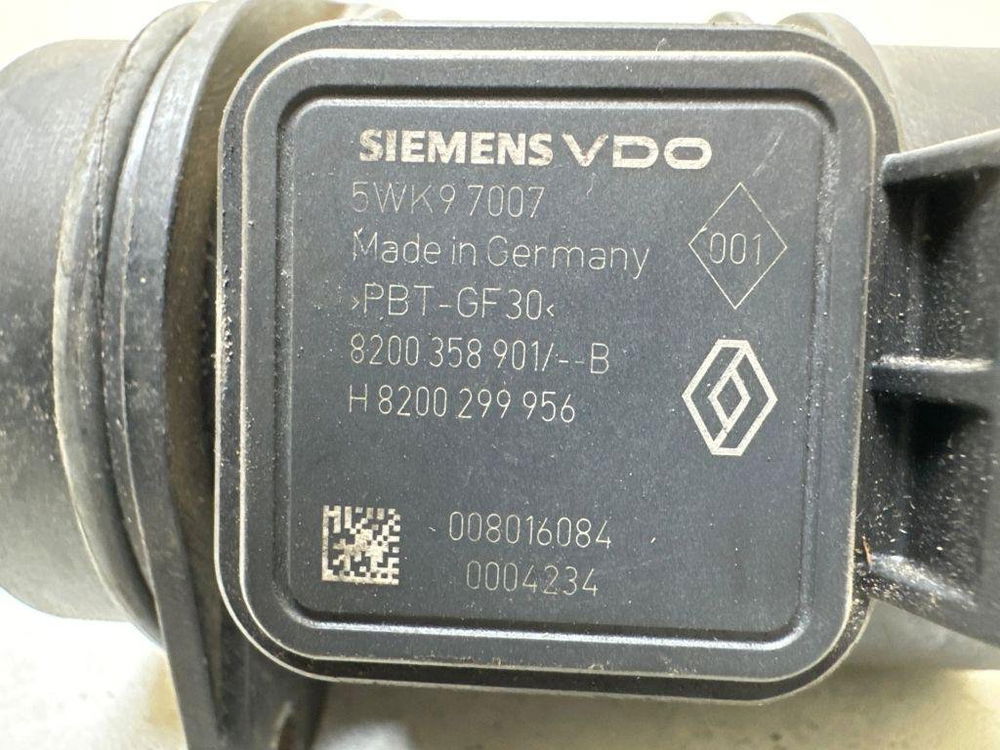 SIEMENS VDO
5WK9 7007
Made in Germany
001
>PBT-GF30<
8200 358 901/--B
H 8200 299 956
008016084
0004234